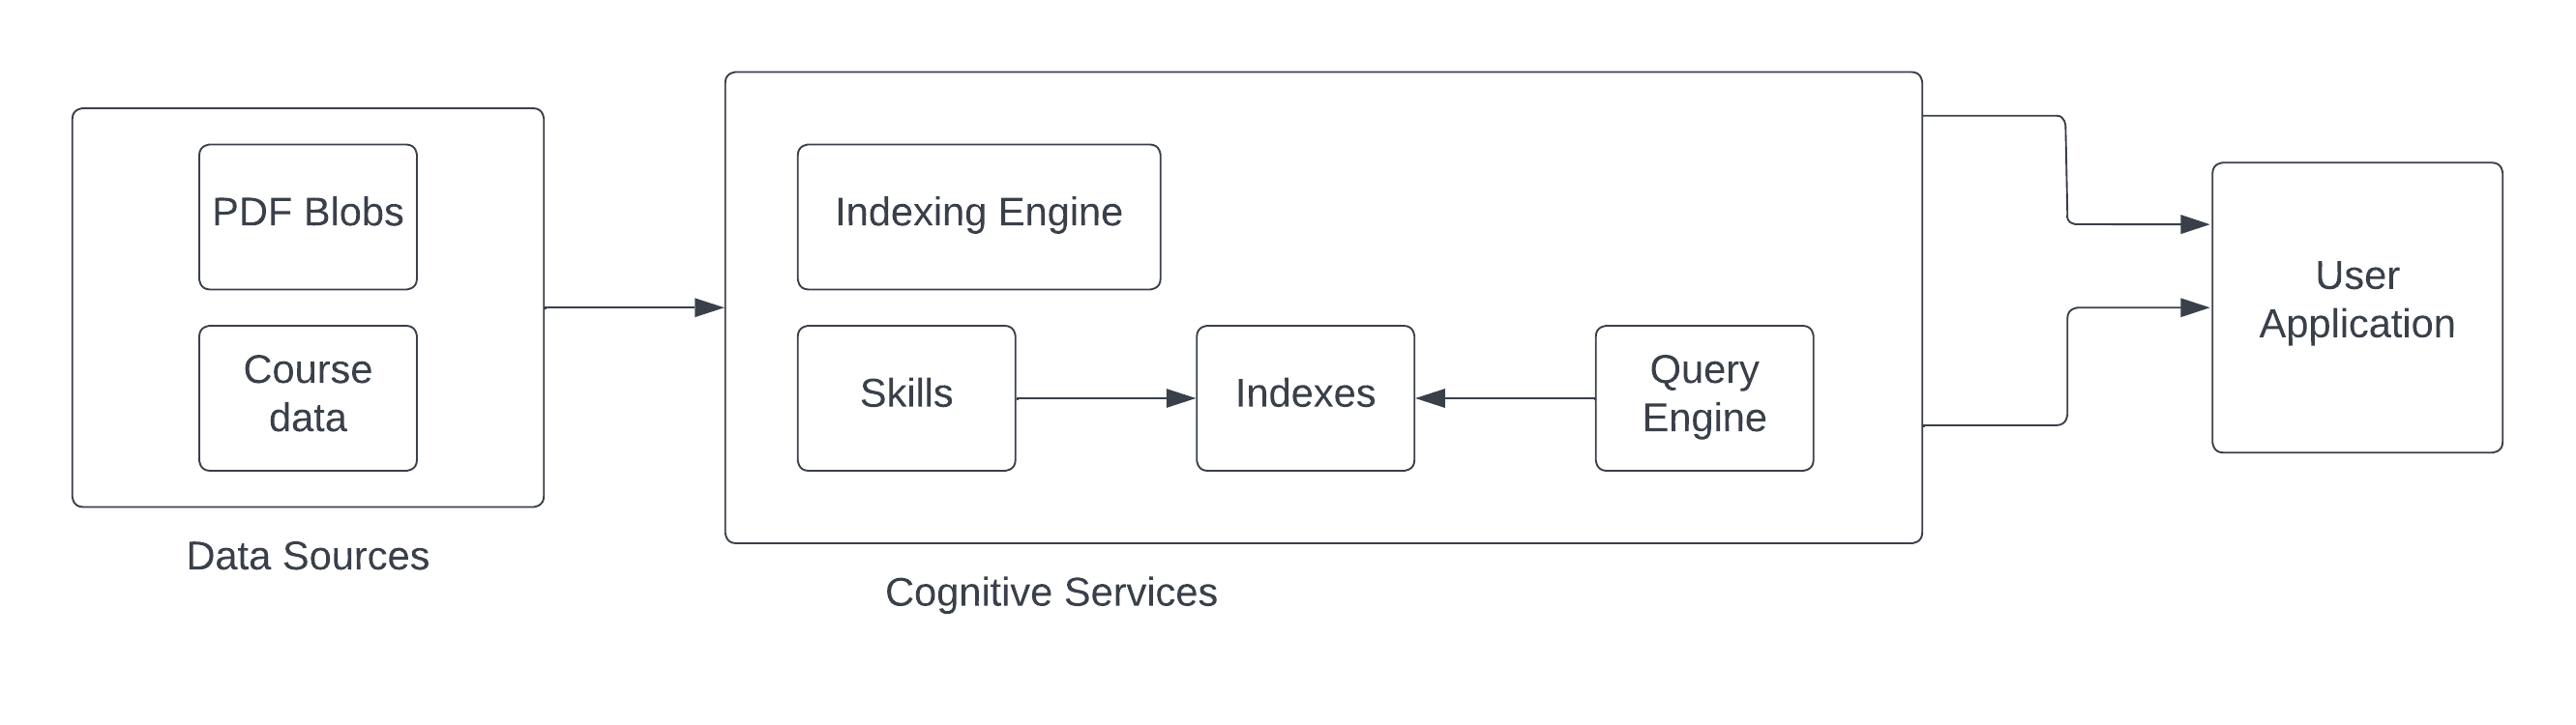 PDF Blobs
Course
data
Data Sources
Indexing Engine
Skills
Indexes
Query
Engine
Cognitive Services
User
Application